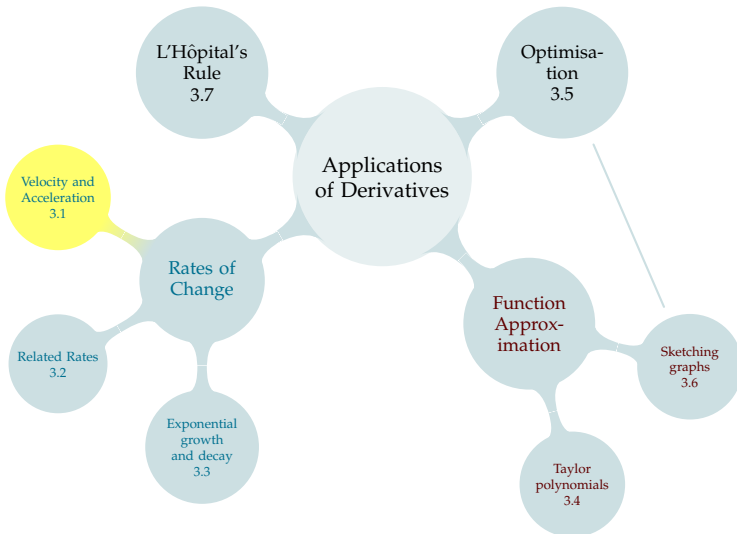 L'Hôpital's
Rule
3.7
Optimisa-
tion
3.5
Applications
of Derivatives
Velocity and
Acceleration
3.1
Rates of
Change
Function
Approx-
imation
Related Rates
3.2
Sketching
graphs
3.6
Exponential
growth
and decay
3.3
Taylor
polynomials
3.4